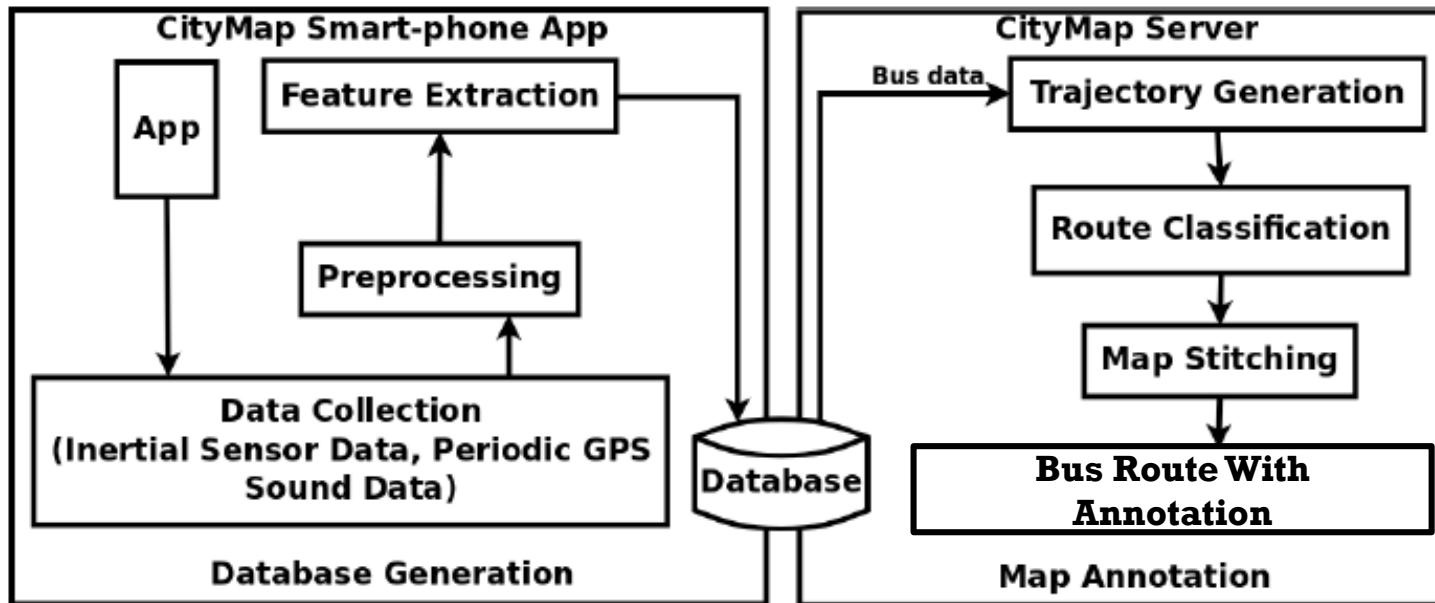 CityMap Smart-phone App
App
Feature Extraction
Preprocessing
Data Collection
(Inertial Sensor Data, Periodic GPS
Sound Data)
Database Generation
Database
CityMap Server
Bus data
Trajectory Generation
Route Classification
Map Stitching
Bus Route With
Annotation
Map Annotation